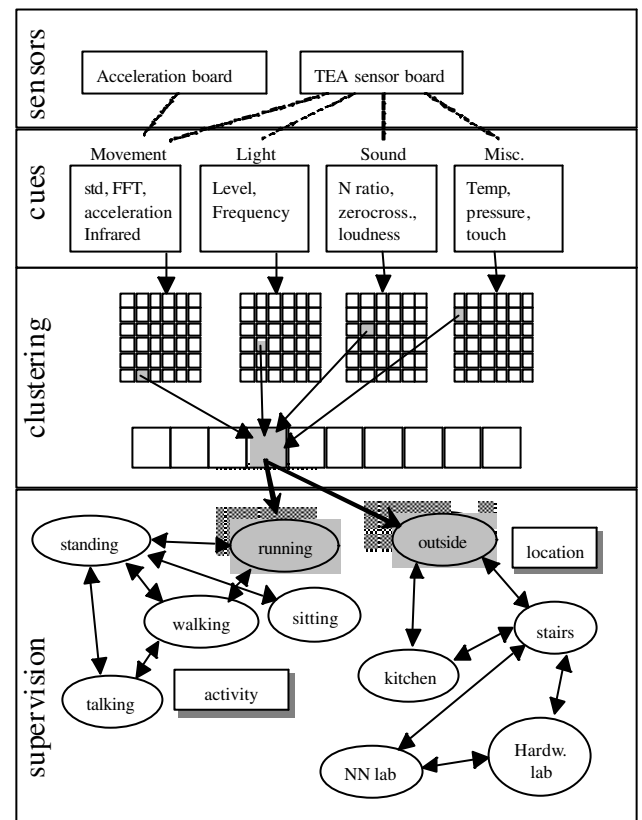 sensors
Acceleration board
TEA sensor board
cues
Movement
Light
Sound
Misc.
std, FFT,
acceleration
Infrared
Level,
Frequency
N ratio,
zerocross.,
loudness
Temp,
pressure,
touch
clustering
supervision
standing
running
walking
sitting
talking
activity
outside
location
stairs
kitchen
NN lab
Hardw.
lab